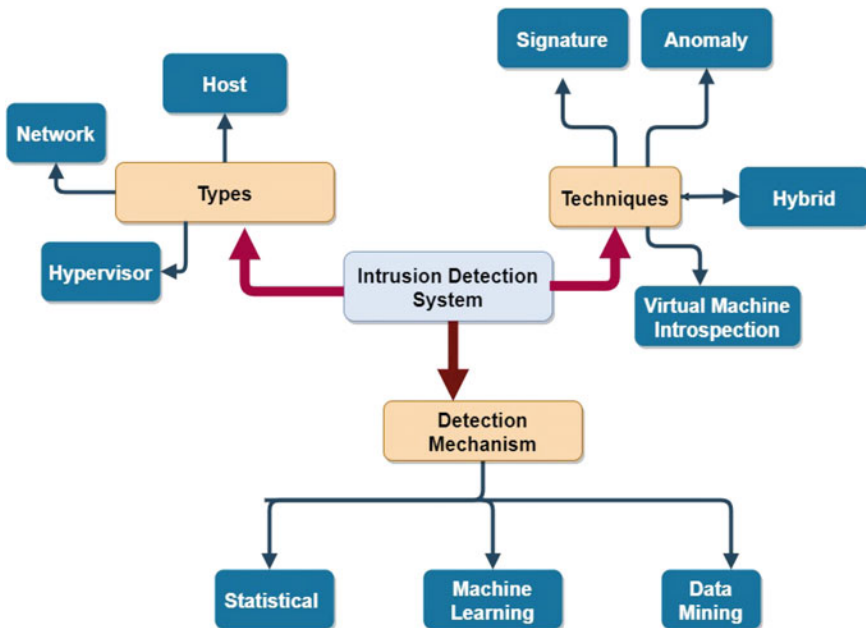 Signature
Anomaly
Host
Network
Types
Techniques
Hybrid
Hypervisor
Intrusion Detection
System
Virtual Machine
Introspection
Detection
Mechanism
Statistical
Machine
Learning
Data
Mining